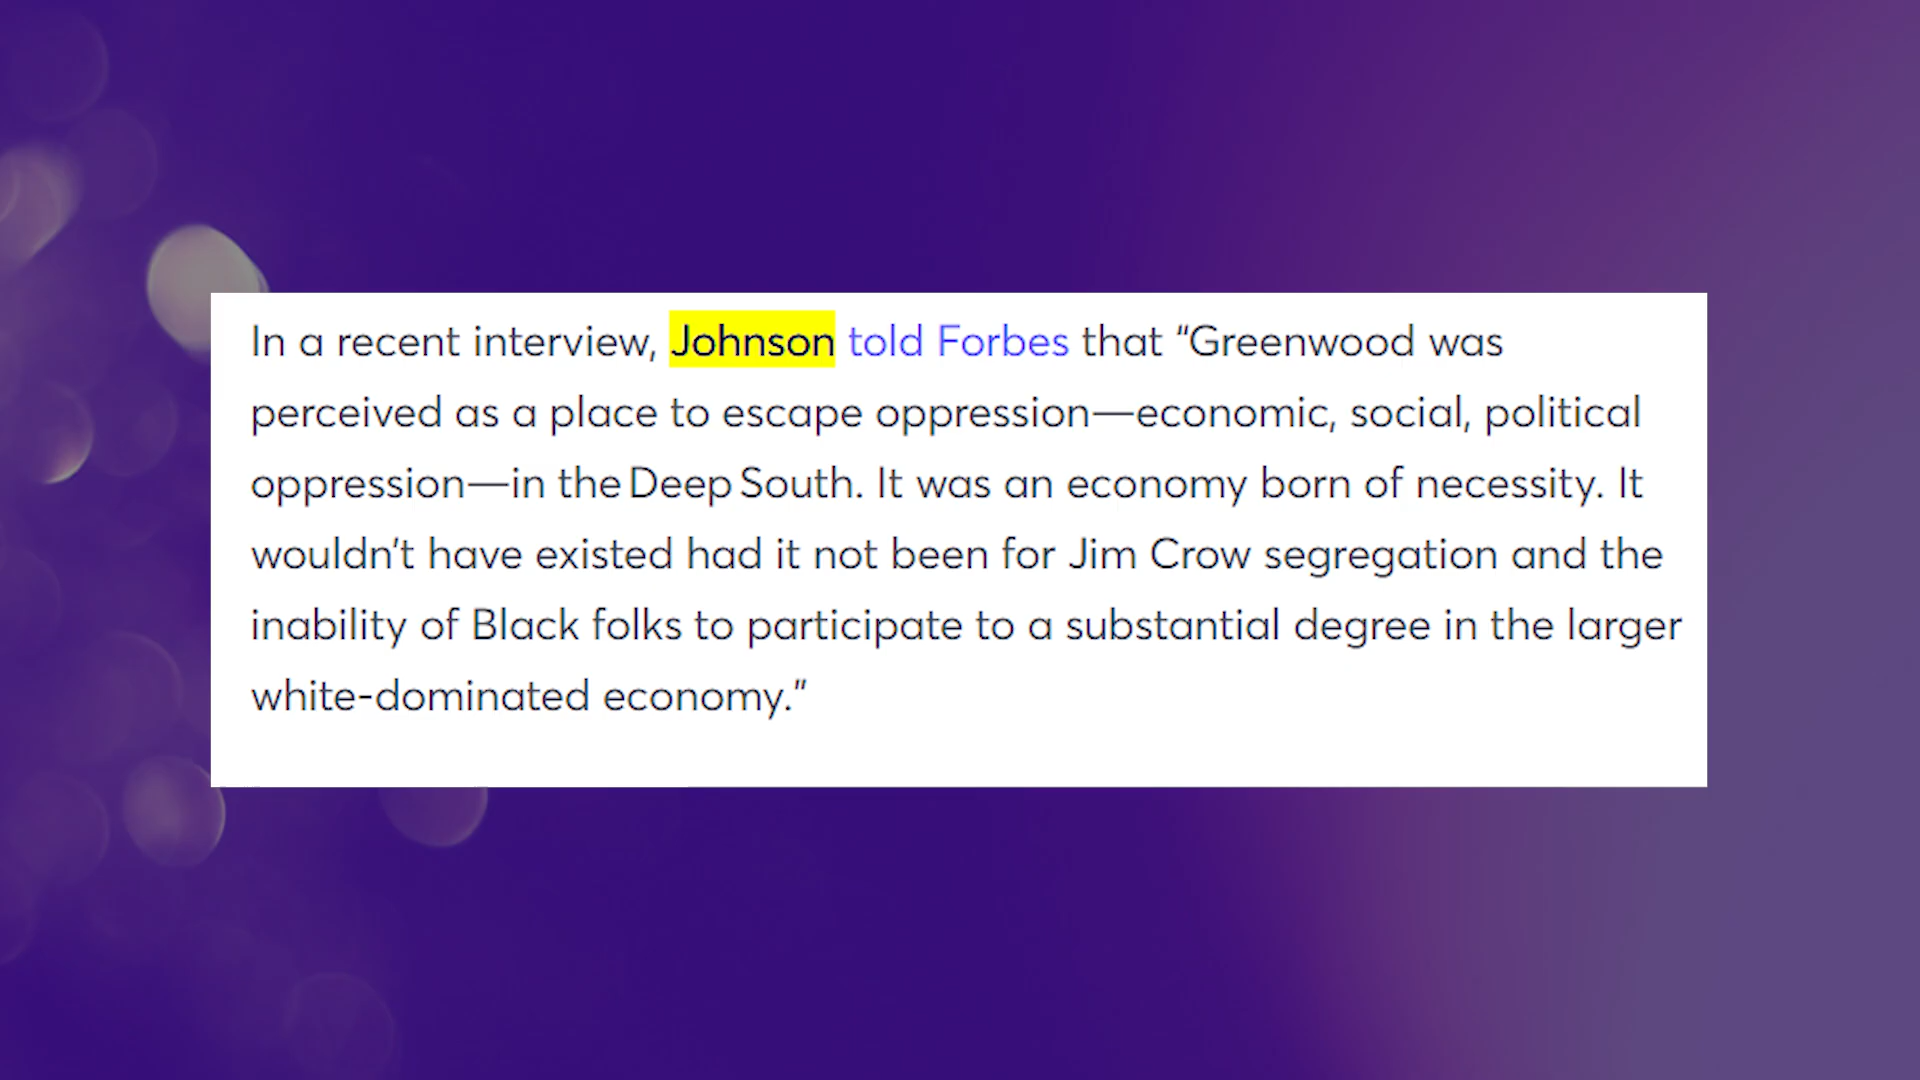 In a recent interview, Johnson told Forbes that “Greenwood was
perceived as a place to escape oppression—economic, social, political
oppression—in the Deep South. It was an economy born of necessity. It
wouldn’t have existed had it not been for Jim Crow segregation and the
inability of Black folks to participate to a substantial degree in the larger
white-dominated economy.”